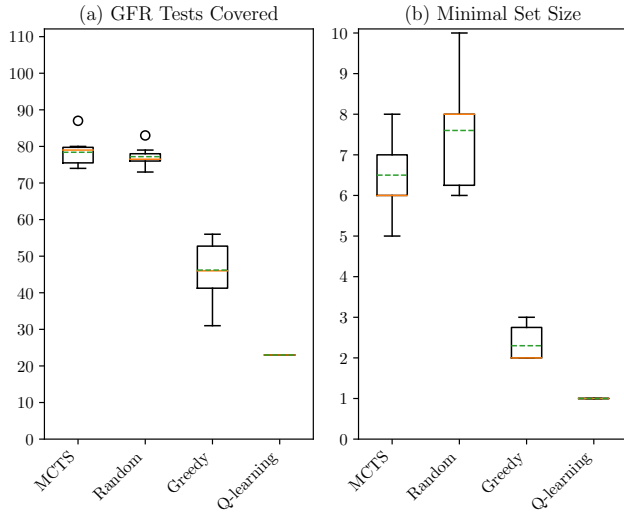 (a) GFR Tests Covered
110
100
90
80
70
60
50
40
30
20
10
0
MCTS
Random
Greedy
Q-learning
(b) Minimal Set Size
10
9
8
7
6
5
4
3
2
1
0
MCTS
Random
Greedy
Q-learning